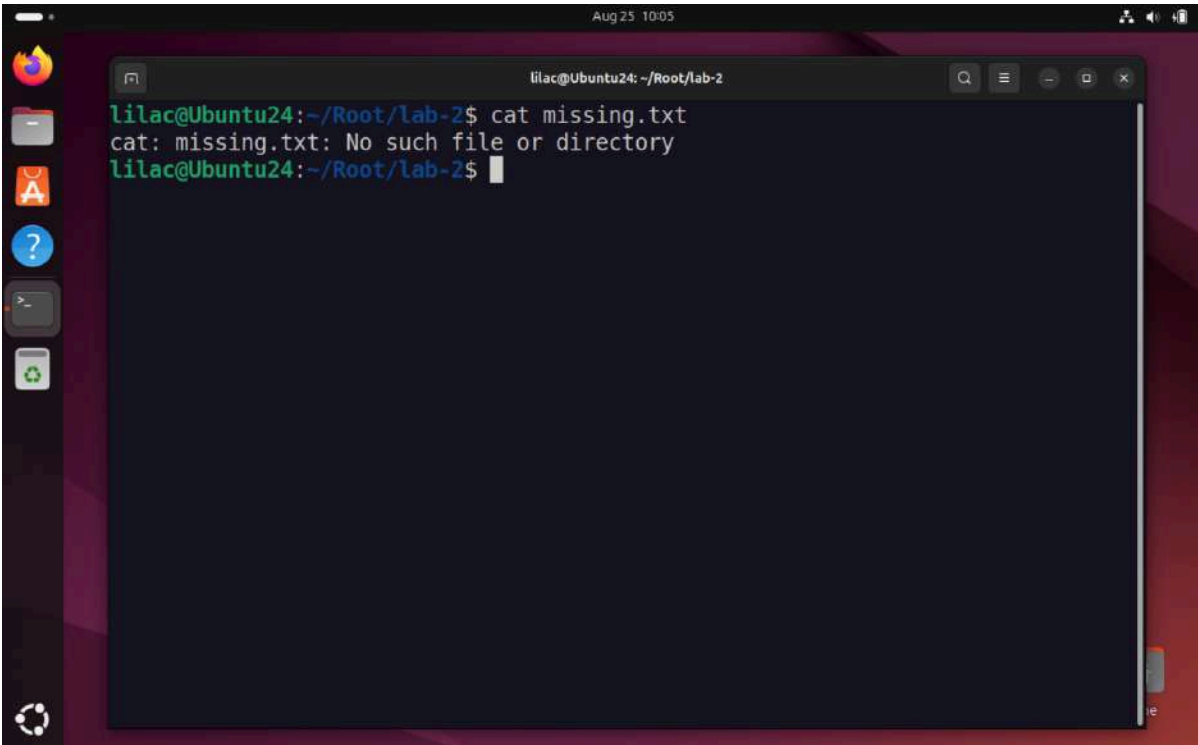 Aug 25 10:05
lilac@Ubuntu24: ~/Root/lab-2
lilac@Ubuntu24:~/Root/lab-2$ cat missing.txt
cat: missing.txt: No such file or directory
lilac@Ubuntu24:~/Root/lab-2$